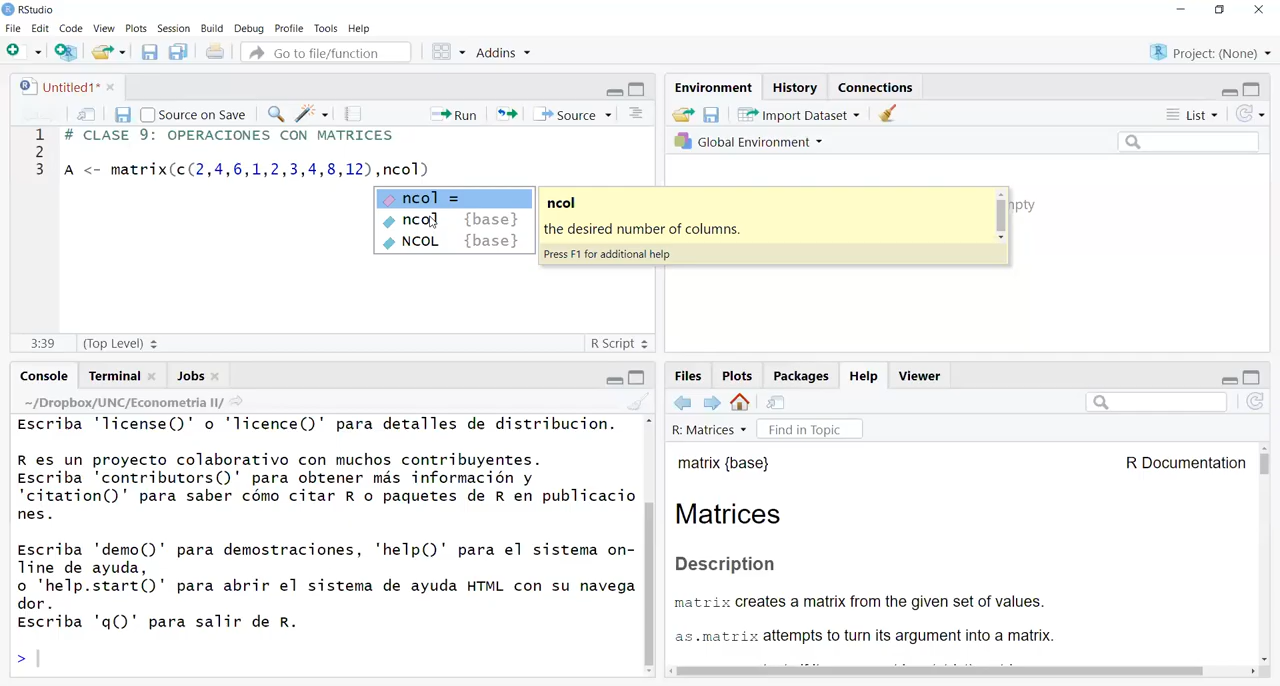 RStudio
File Edit Code View Plots Session Build Debug Profile Tools Help
Go to file/function Addins Project: (None)
Untitled1*
Source on Save Run Source
1 # CLASE 9: OPERACIONES CON MATRICES
2
3 A <- matrix(c(2,4,6,1,2,3,4,8,12),ncol)
ncol =
ncol {base}
NCOL {base}
ncol
the desired number of columns.
Press F1 for additional help
3:39 (Top Level) R Script
Environment History Connections
Import Dataset List
Global Environment
mpty
Console Terminal Jobs
~/Dropbox/UNC/Econometria II/
Escriba 'license()' o 'licence()' para detalles de distribucion.
R es un proyecto colaborativo con muchos contribuyentes.
Escriba 'contributors()' para obtener más información y
'citation()' para saber cómo citar R o paquetes de R en publicacio
nes.
Escriba 'demo()' para demostraciones, 'help()' para el sistema on-
line de ayuda,
o 'help.start()' para abrir el sistema de ayuda HTML con su navega
dor.
Escriba 'q()' para salir de R.
>
Files Plots Packages Help Viewer
R: Matrices Find in Topic
matrix {base} R Documentation
Matrices
Description
matrix creates a matrix from the given set of values.
as.matrix attempts to turn its argument into a matrix.